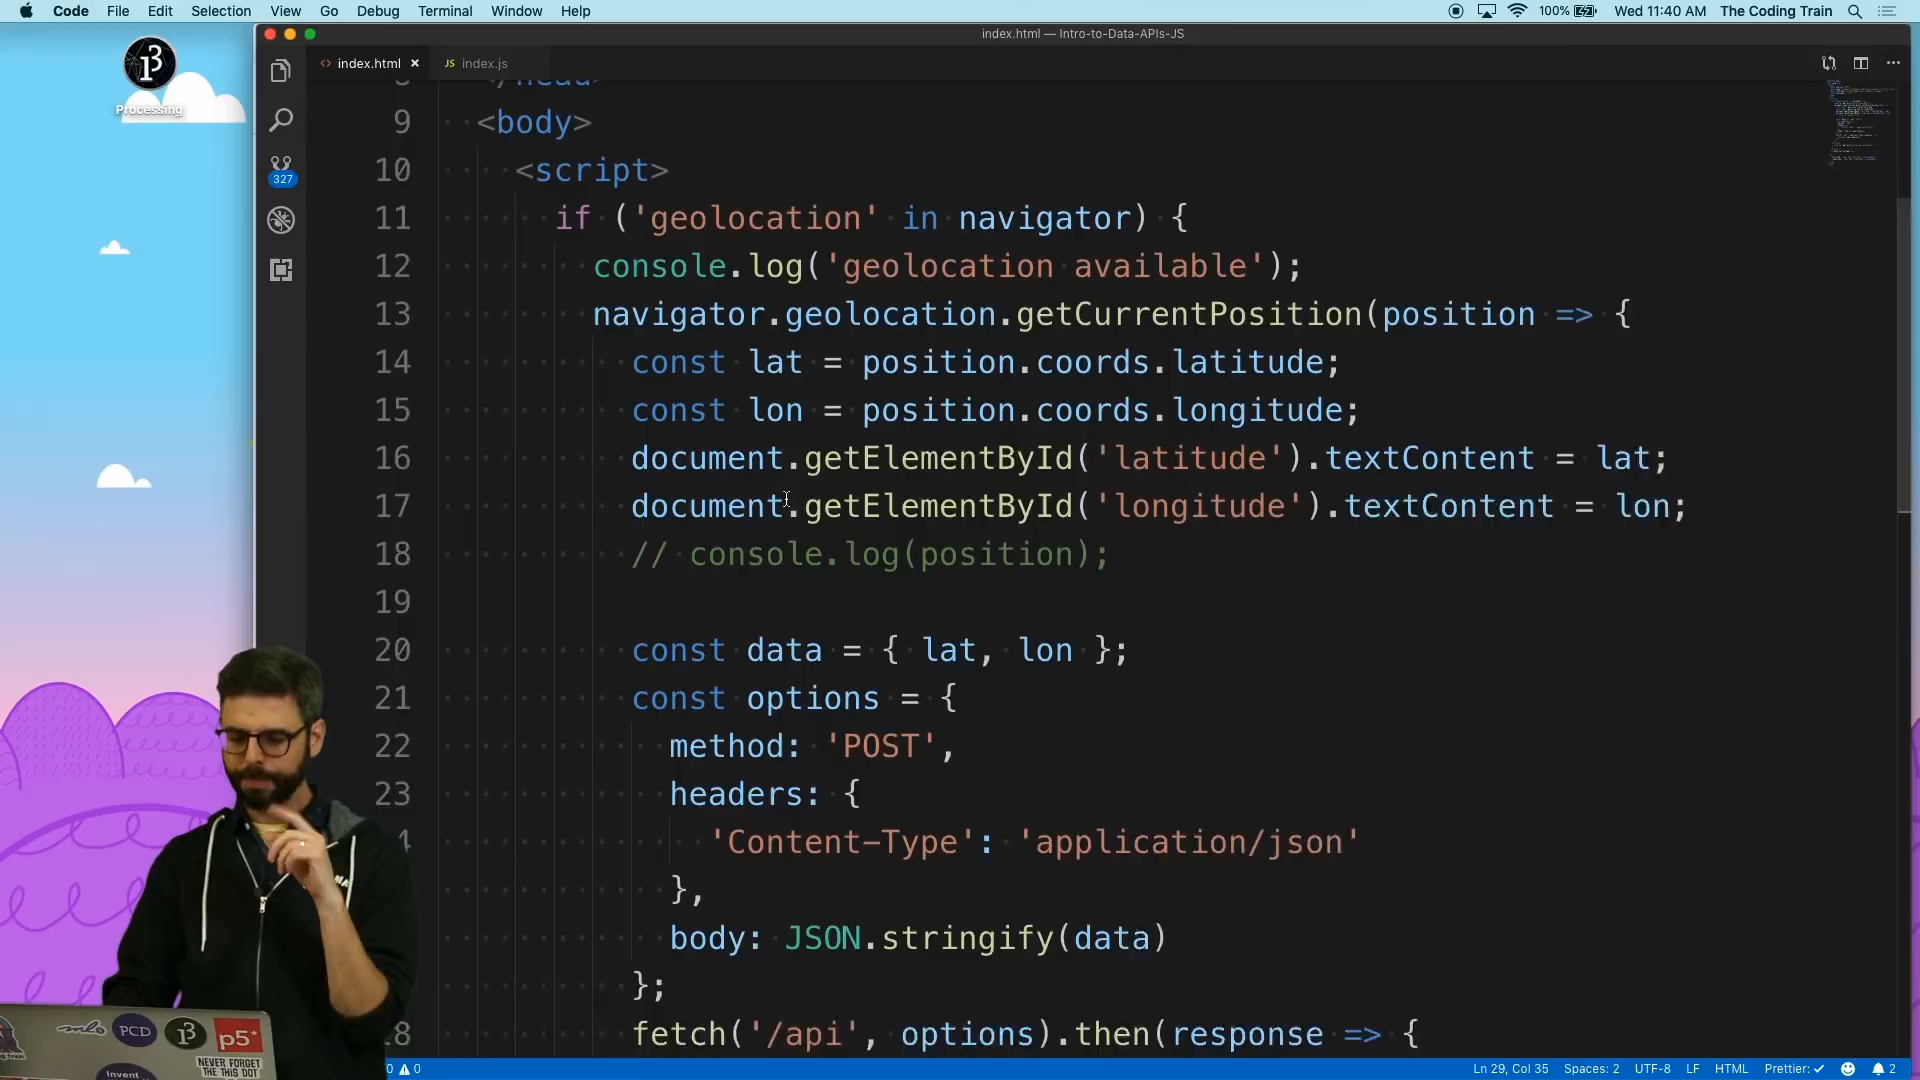 Code File Edit Selection View Go Debug Terminal Window Help 100% Wed 11:40 AM The Coding Train
index.html — Intro-to-Data-APIs-JS
Processing
<> index.html × JS index.js
327
9 <body>
10 <script>
11 if ('geolocation' in navigator) {
12 console.log('geolocation available');
13 navigator.geolocation.getCurrentPosition(position => {
14 const lat = position.coords.latitude;
15 const lon = position.coords.longitude;
16 document.getElementById('latitude').textContent = lat;
17 document.getElementById('longitude').textContent = lon;
18 // console.log(position);
19
20 const data = { lat, lon };
21 const options = {
22 method: 'POST',
23 headers: {
4 'Content-Type': 'application/json'
},
body: JSON.stringify(data)
};
8 fetch('/api', options).then(response => {
0 0 Ln 29, Col 35 Spaces: 2 UTF-8 LF HTML Prettier: ✓ 2
mlo PCD p5*
NEVER FORGET
THE THIS DOT
Invent